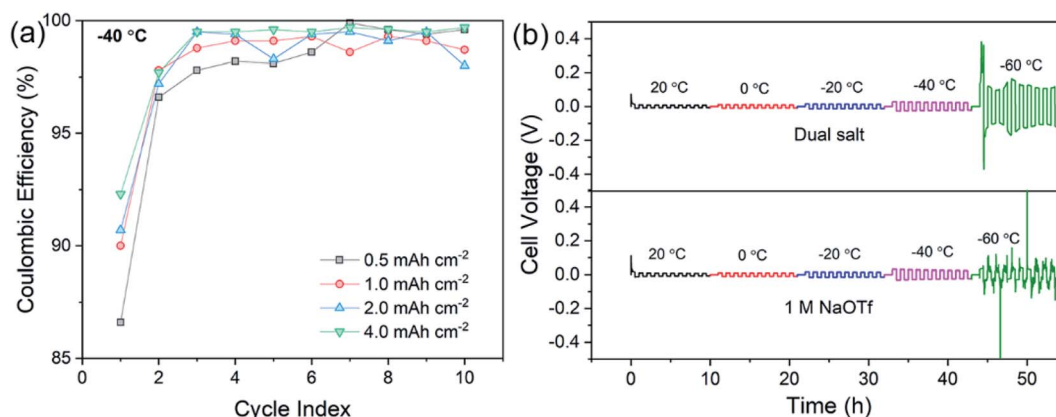 (a)
-40 °C
100
95
90
85
Coulombic Efficiency (%)
0.5 mAh cm⁻²
1.0 mAh cm⁻²
2.0 mAh cm⁻²
4.0 mAh cm⁻²
0 2 4 6 8 10
Cycle Index
(b)
Cell Voltage (V)
0.4
0.2
0.0
-0.2
-0.4
20 °C 0 °C -20 °C -40 °C -60 °C
Dual salt
0.4
0.2
0.0
-0.2
-0.4
20 °C 0 °C -20 °C -40 °C -60 °C
1 M NaOTf
0 10 20 30 40 50
Time (h)